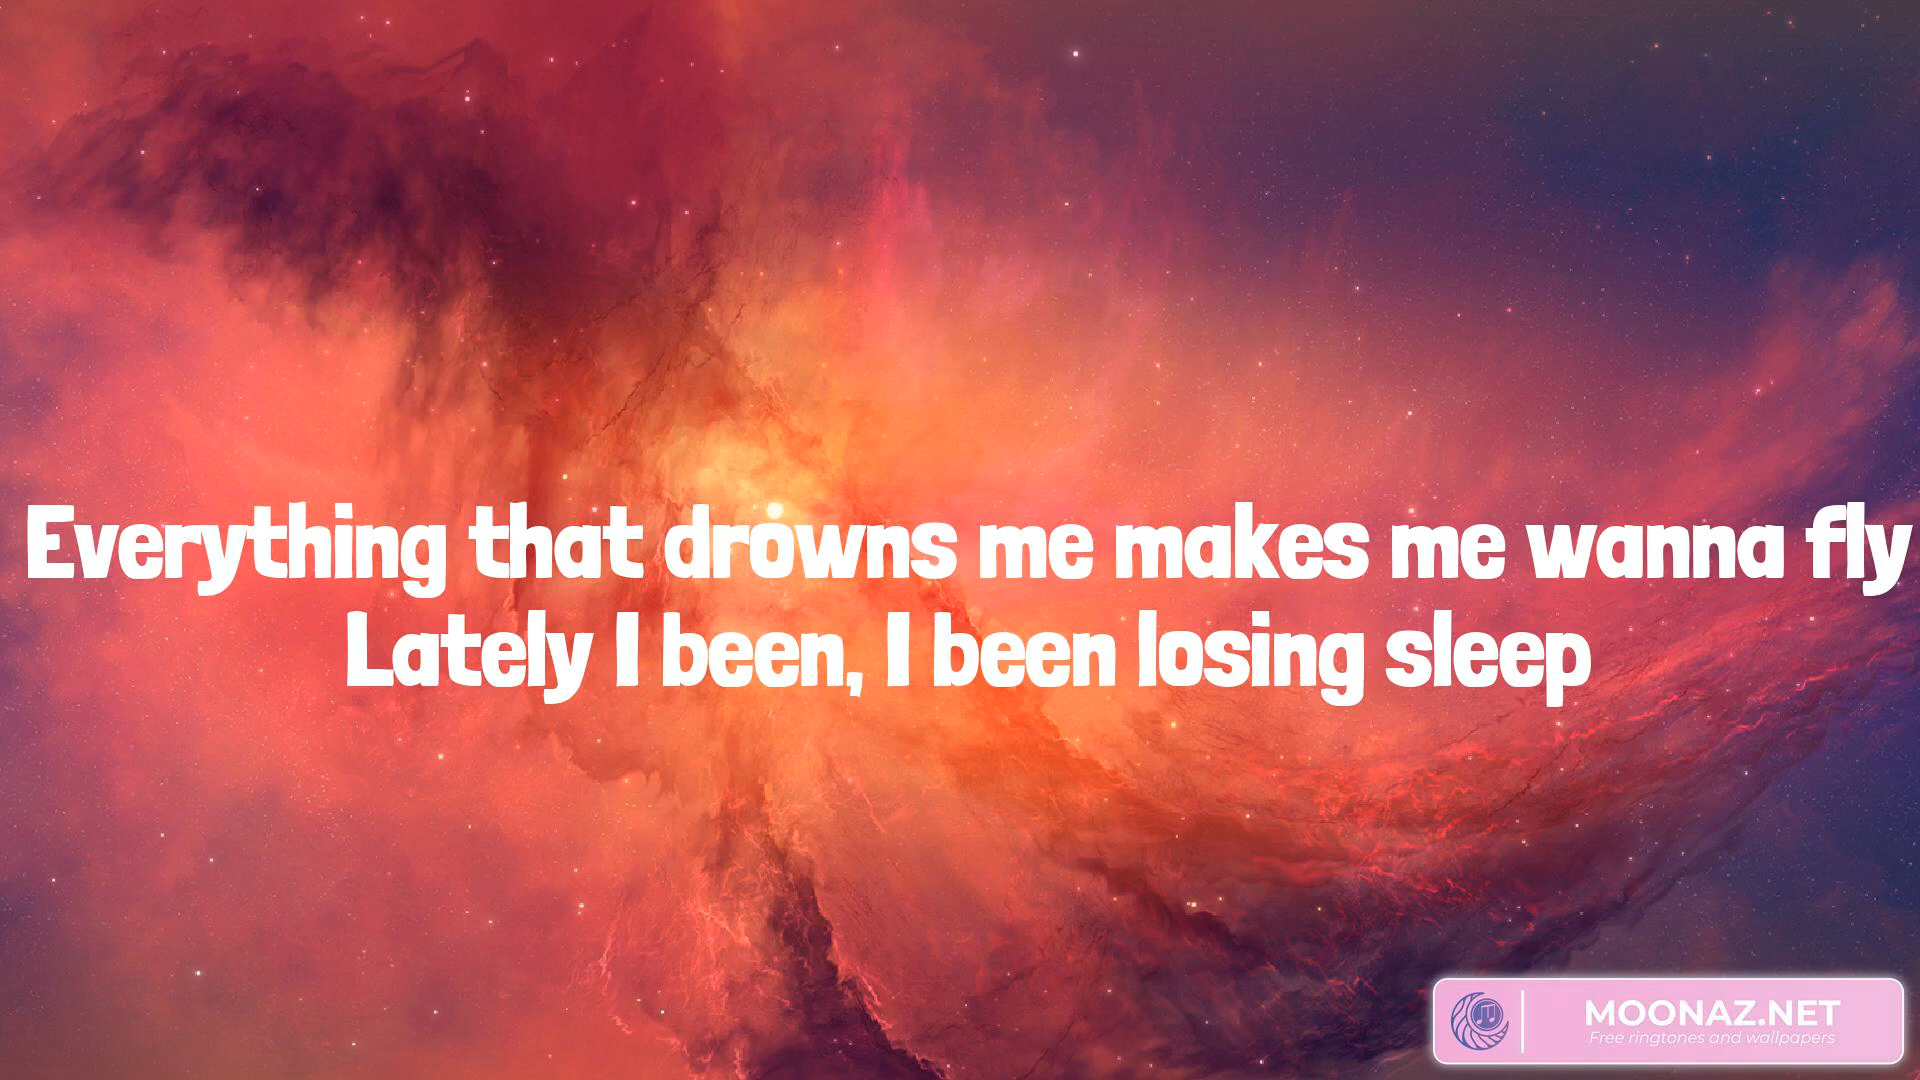 Everything that drowns me makes me wanna fly
Lately I been, I been losing sleep
MOONAZ.NET
Free ringtones and wallpapers